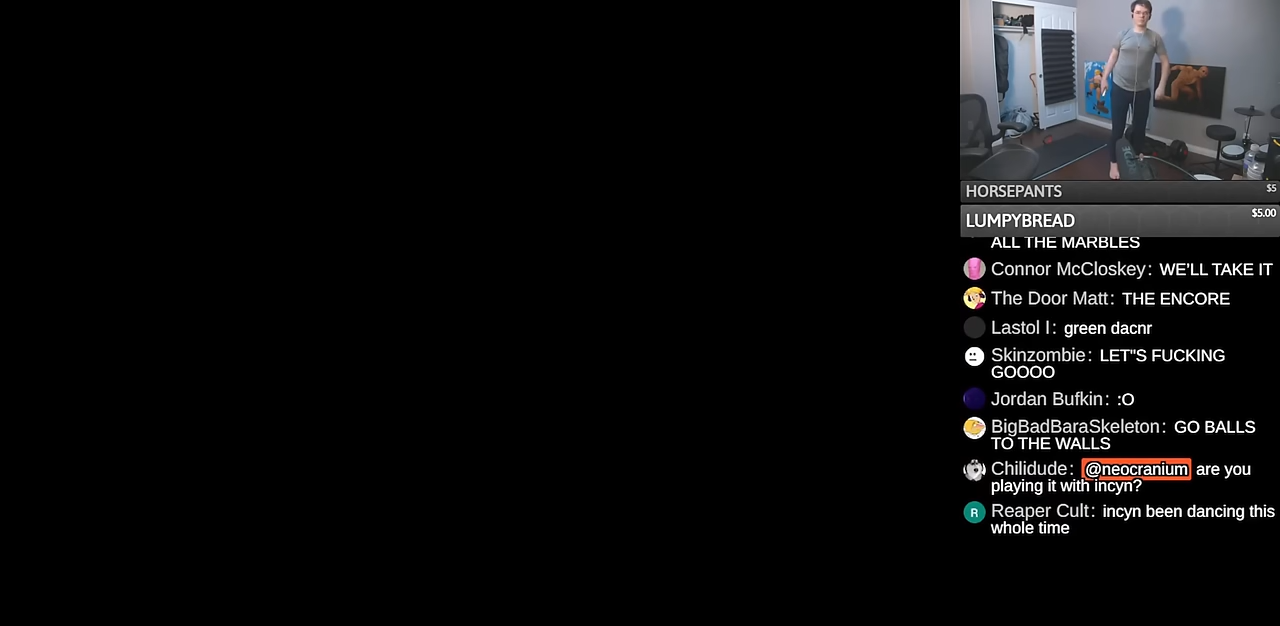 HORSEPANTS $5
LUMPYBREAD $5.00
ALL THE MARBLES
Connor McCloskey: WE'LL TAKE IT
The Door Matt: THE ENCORE
Lastol I: green dacnr
Skinzombie: LET"S FUCKING
GOOOO
Jordan Bufkin: :O
BigBadBaraSkeleton: GO BALLS
TO THE WALLS
Chilidude: @neocranium are you
playing it with incyn?
R Reaper Cult: incyn been dancing this
whole time